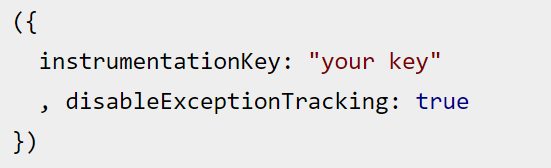 ({
  instrumentationKey: "your key"
  , disableExceptionTracking: true
})